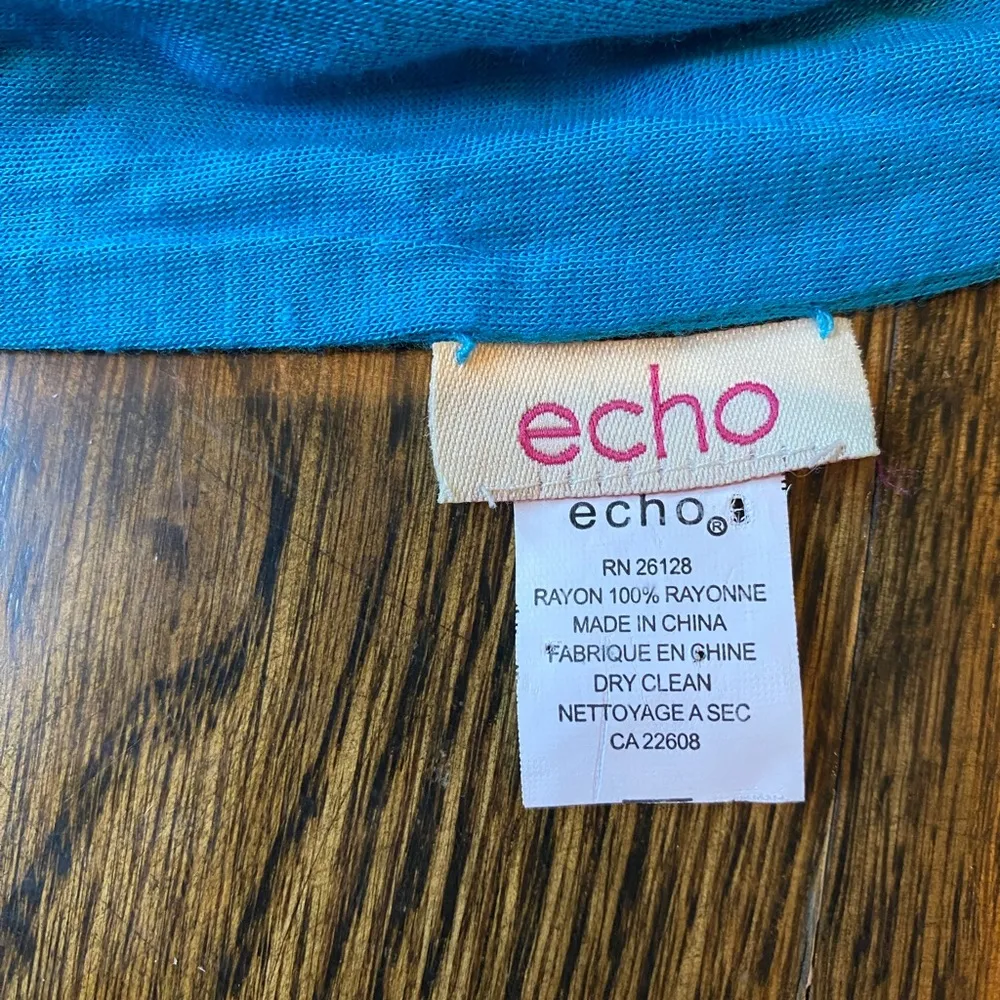 echo
echo®
RN 26128
RAYON 100% RAYONNE
MADE IN CHINA
FABRIQUE EN CHINE
DRY CLEAN
NETTOYAGE A SEC
CA 22608